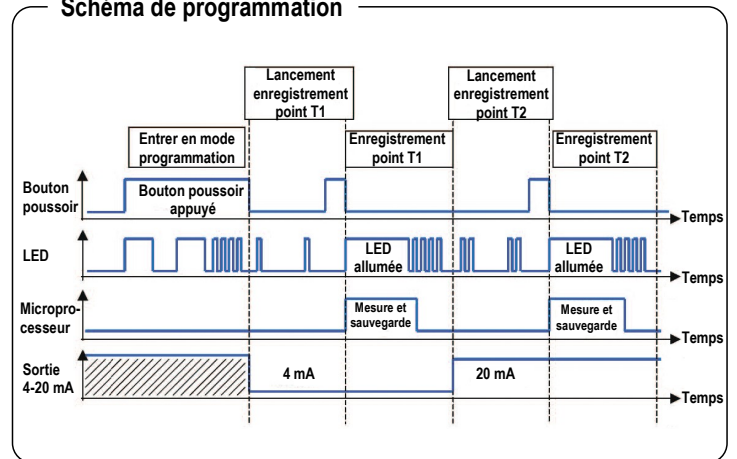 Schéma de programmation
Lancement
enregistrement
point T1
Lancement
enregistrement
point T2
Entrer en mode
programmation
Enregistrement
point T1
Enregistrement
point T2
Bouton
poussoir
Bouton poussoir
appuyé
Temps
LED
LED
allumée
LED
allumée
Temps
Micropro-
cesseur
Mesure et
sauvegarde
Mesure et
sauvegarde
Temps
Sortie
4-20 mA
4 mA
20 mA
Temps